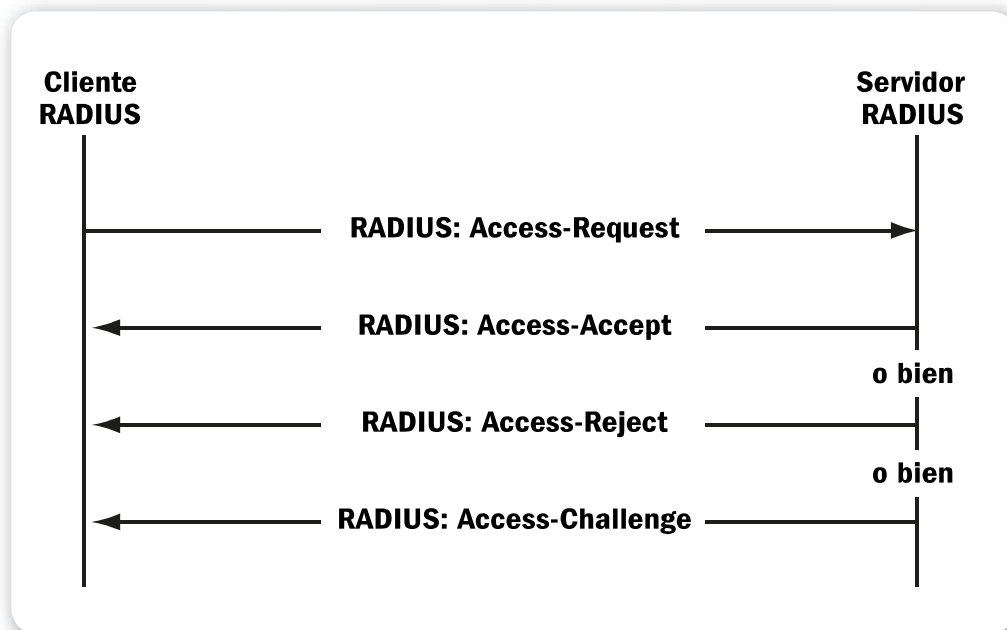 Cliente
RADIUS
Servidor
RADIUS
RADIUS: Access-Request
RADIUS: Access-Accept
o bien
RADIUS: Access-Reject
o bien
RADIUS: Access-Challenge